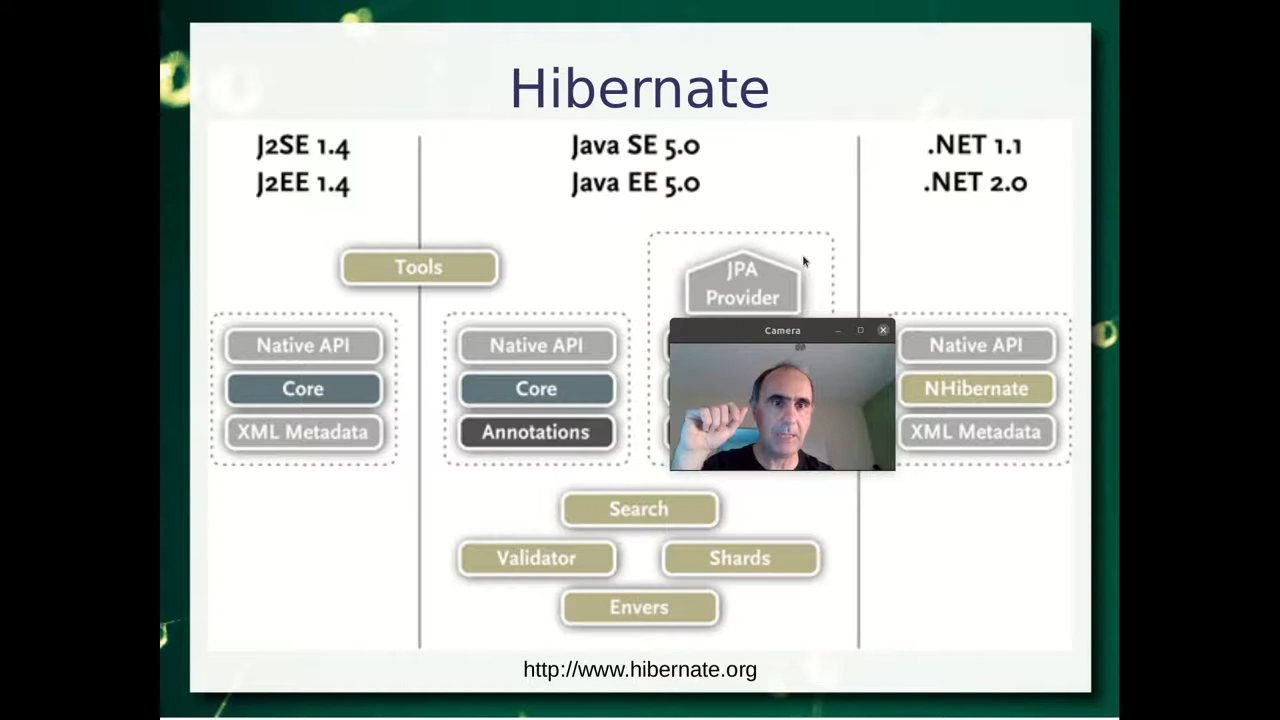 Hibernate
J2SE 1.4
J2EE 1.4
Java SE 5.0
Java EE 5.0
.NET 1.1
.NET 2.0
Tools
JPA
Provider
Native API
Core
XML Metadata
Native API
Core
Annotations
Camera
Native API
NHibernate
XML Metadata
Search
Validator
Shards
Envers
http://www.hibernate.org